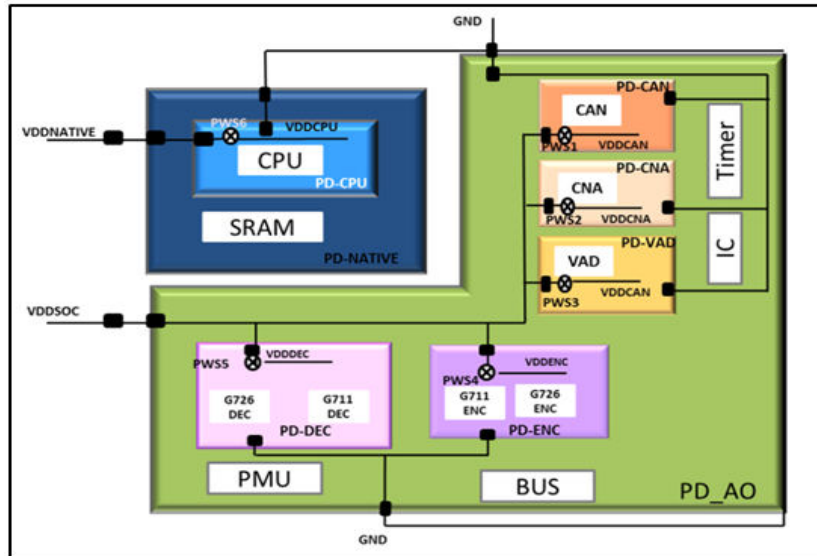 GND
PD-CAN
CAN
PWS1
VDDCAN
Timer
VDDNATIVE
PWS6
VDDCPU
CPU
PD-CPU
SRAM
PD-NATIVE
PD-CNA
CNA
PWS2
VDDCNA
IC
PD-VAD
VAD
PWS3
VDDCAN
VDDSOC
PWS5
VDDDEC
G726
DEC
G711
DEC
PD-DEC
PWS4
VDDENC
G711
ENC
G726
ENC
PD-ENC
PMU
BUS
PD_AO
GND